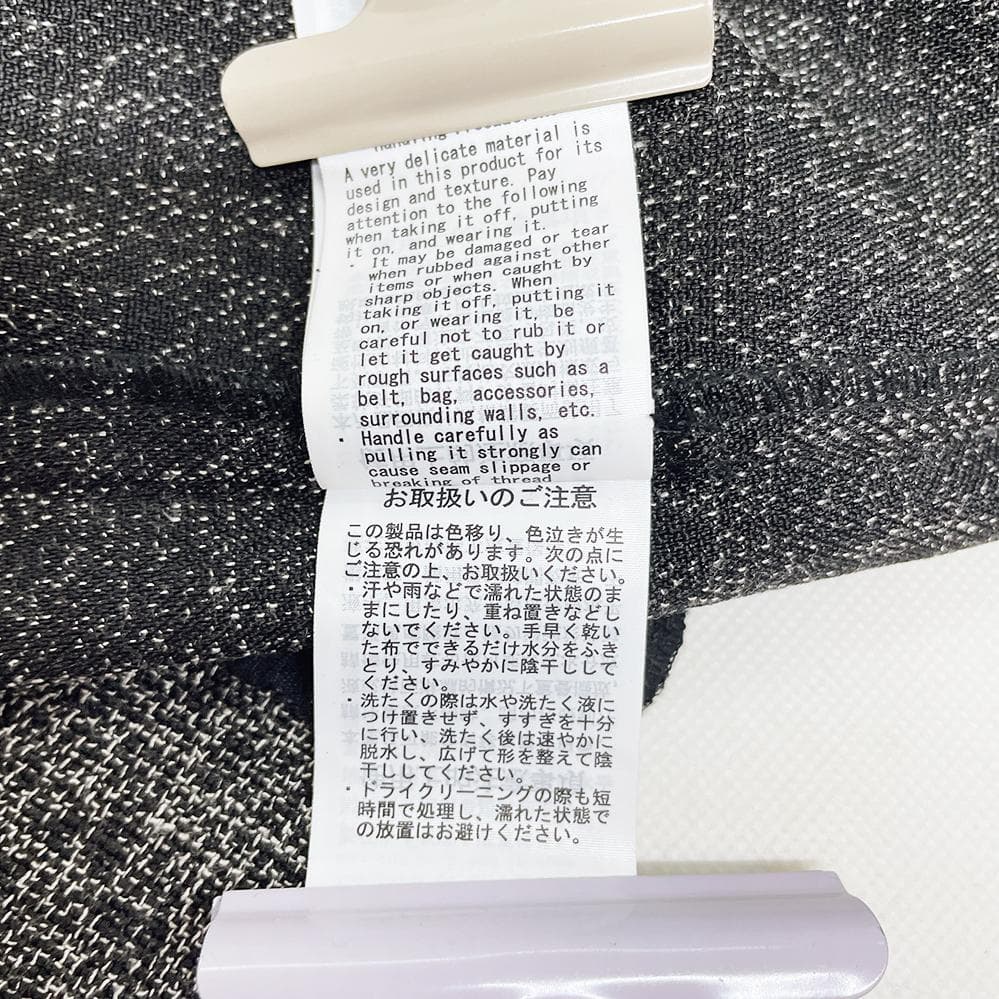 A very delicate material is
used in this product for its
design and texture. Pay
attention to the following
when taking it off, putting
it on, and wearing it.
・ It may be damaged or tear
when rubbed against other
items or when caught by
sharp objects. When
taking it off, putting it
on, or wearing it, be
careful not to rub it or
let it get caught by
rough surfaces such as a
belt, bag, accessories,
surrounding walls, etc.
・ Handle carefully as
pulling it strongly can
cause seam slippage or
breaking of thread
お取扱いのご注意
この製品は色移り、色泣きが生
じる恐れがあります。次の点に
ご注意の上、お取扱いください。
・汗や雨などで濡れた状態のま
まにしたり、重ね置きなどし
ないでください。手早く乾い
た布でできるだけ水分をふき
とり、すみやかに陰干しして
ください。
・洗たくの際は水や洗たく液に
つけ置きせず、すすぎを十分
に行い、洗たく後は速やかに
脱水し、広げて形を整えて陰
干ししてください。
・ドライクリーニングの際も短
時間で処理し、濡れた状態で
の放置はお避けください。